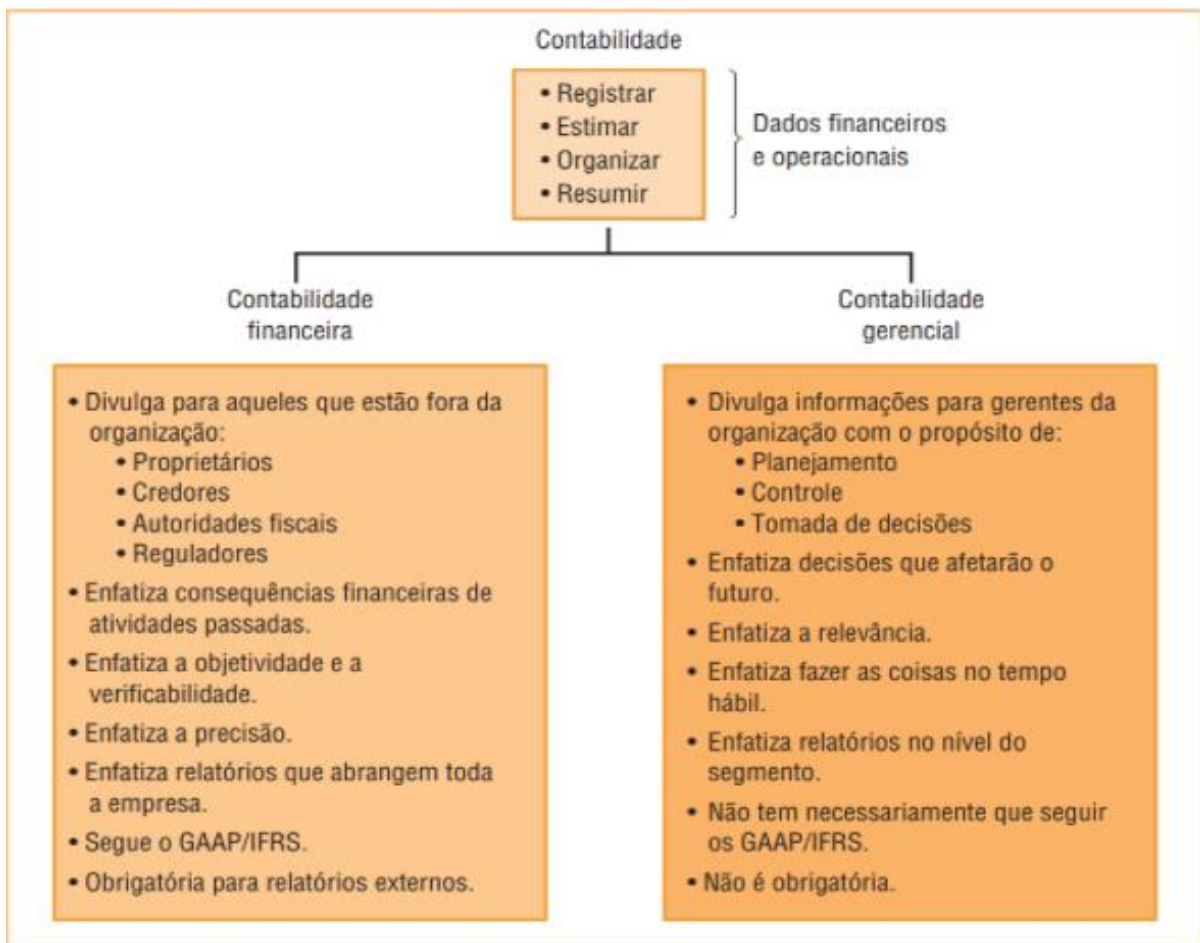 Contabilidade
• Registrar
• Estimar
• Organizar
• Resumir
Dados financeiros
e operacionais
Contabilidade
financeira
• Divulga para aqueles que estão fora da
organização:
• Proprietários
• Credores
• Autoridades fiscais
• Reguladores
• Enfatiza consequências financeiras de
atividades passadas.
• Enfatiza a objetividade e a
verificabilidade.
• Enfatiza a precisão.
• Enfatiza relatórios que abrangem toda
a empresa.
• Segue o GAAP/IFRS.
• Obrigatória para relatórios externos.
Contabilidade
gerencial
• Divulga informações para gerentes da
organização com o propósito de:
• Planejamento
• Controle
• Tomada de decisões
• Enfatiza decisões que afetarão o
futuro.
• Enfatiza a relevância.
• Enfatiza fazer as coisas no tempo
hábil.
• Enfatiza relatórios no nível do
segmento.
• Não tem necessariamente que seguir
os GAAP/IFRS.
• Não é obrigatória.